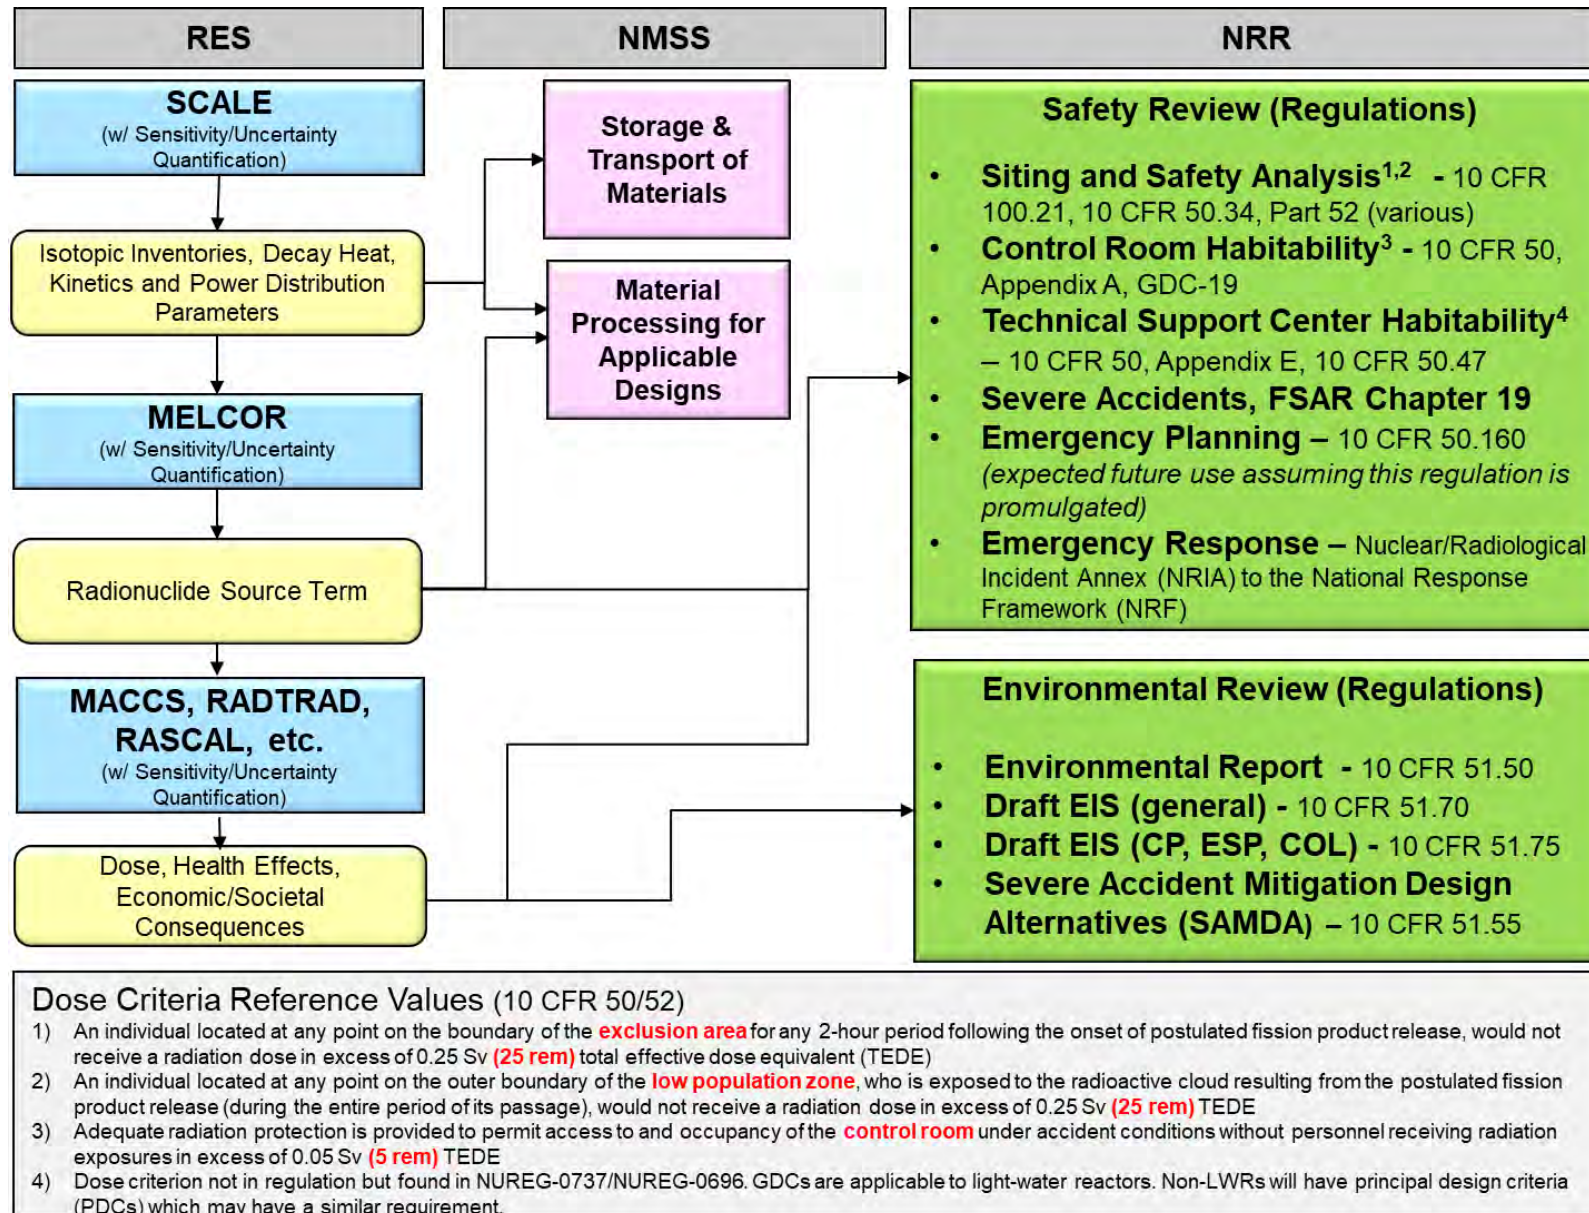 RES
NMSS
NRR
SCALE
(w/ Sensitivity/Uncertainty
Quantification)
Isotopic Inventories, Decay Heat,
Kinetics and Power Distribution
Parameters
MELCOR
(w/ Sensitivity/Uncertainty
Quantification)
Radionuclide Source Term
MACCS, RADTRAD,
RASCAL, etc.
(w/ Sensitivity/Uncertainty
Quantification)
Dose, Health Effects,
Economic/Societal
Consequences
Storage &
Transport of
Materials
Material
Processing for
Applicable
Designs
Safety Review (Regulations)
• Siting and Safety Analysis1,2 - 10 CFR
100.21, 10 CFR 50.34, Part 52 (various)
• Control Room Habitability3 - 10 CFR 50,
Appendix A, GDC-19
• Technical Support Center Habitability4
– 10 CFR 50, Appendix E, 10 CFR 50.47
• Severe Accidents, FSAR Chapter 19
• Emergency Planning – 10 CFR 50.160
(expected future use assuming this regulation is
promulgated)
• Emergency Response – Nuclear/Radiological
Incident Annex (NRIA) to the National Response
Framework (NRF)
Environmental Review (Regulations)
• Environmental Report - 10 CFR 51.50
• Draft EIS (general) - 10 CFR 51.70
• Draft EIS (CP, ESP, COL) - 10 CFR 51.75
• Severe Accident Mitigation Design
Alternatives (SAMDA) – 10 CFR 51.55
Dose Criteria Reference Values (10 CFR 50/52)
1) An individual located at any point on the boundary of the exclusion area for any 2-hour period following the onset of postulated fission product release, would not
receive a radiation dose in excess of 0.25 Sv (25 rem) total effective dose equivalent (TEDE)
2) An individual located at any point on the outer boundary of the low population zone, who is exposed to the radioactive cloud resulting from the postulated fission
product release (during the entire period of its passage), would not receive a radiation dose in excess of 0.25 Sv (25 rem) TEDE
3) Adequate radiation protection is provided to permit access to and occupancy of the control room under accident conditions without personnel receiving radiation
exposures in excess of 0.05 Sv (5 rem) TEDE
4) Dose criterion not in regulation but found in NUREG-0737/NUREG-0696. GDCs are applicable to light-water reactors. Non-LWRs will have principal design criteria
(PDCs) which may have a similar requirement.